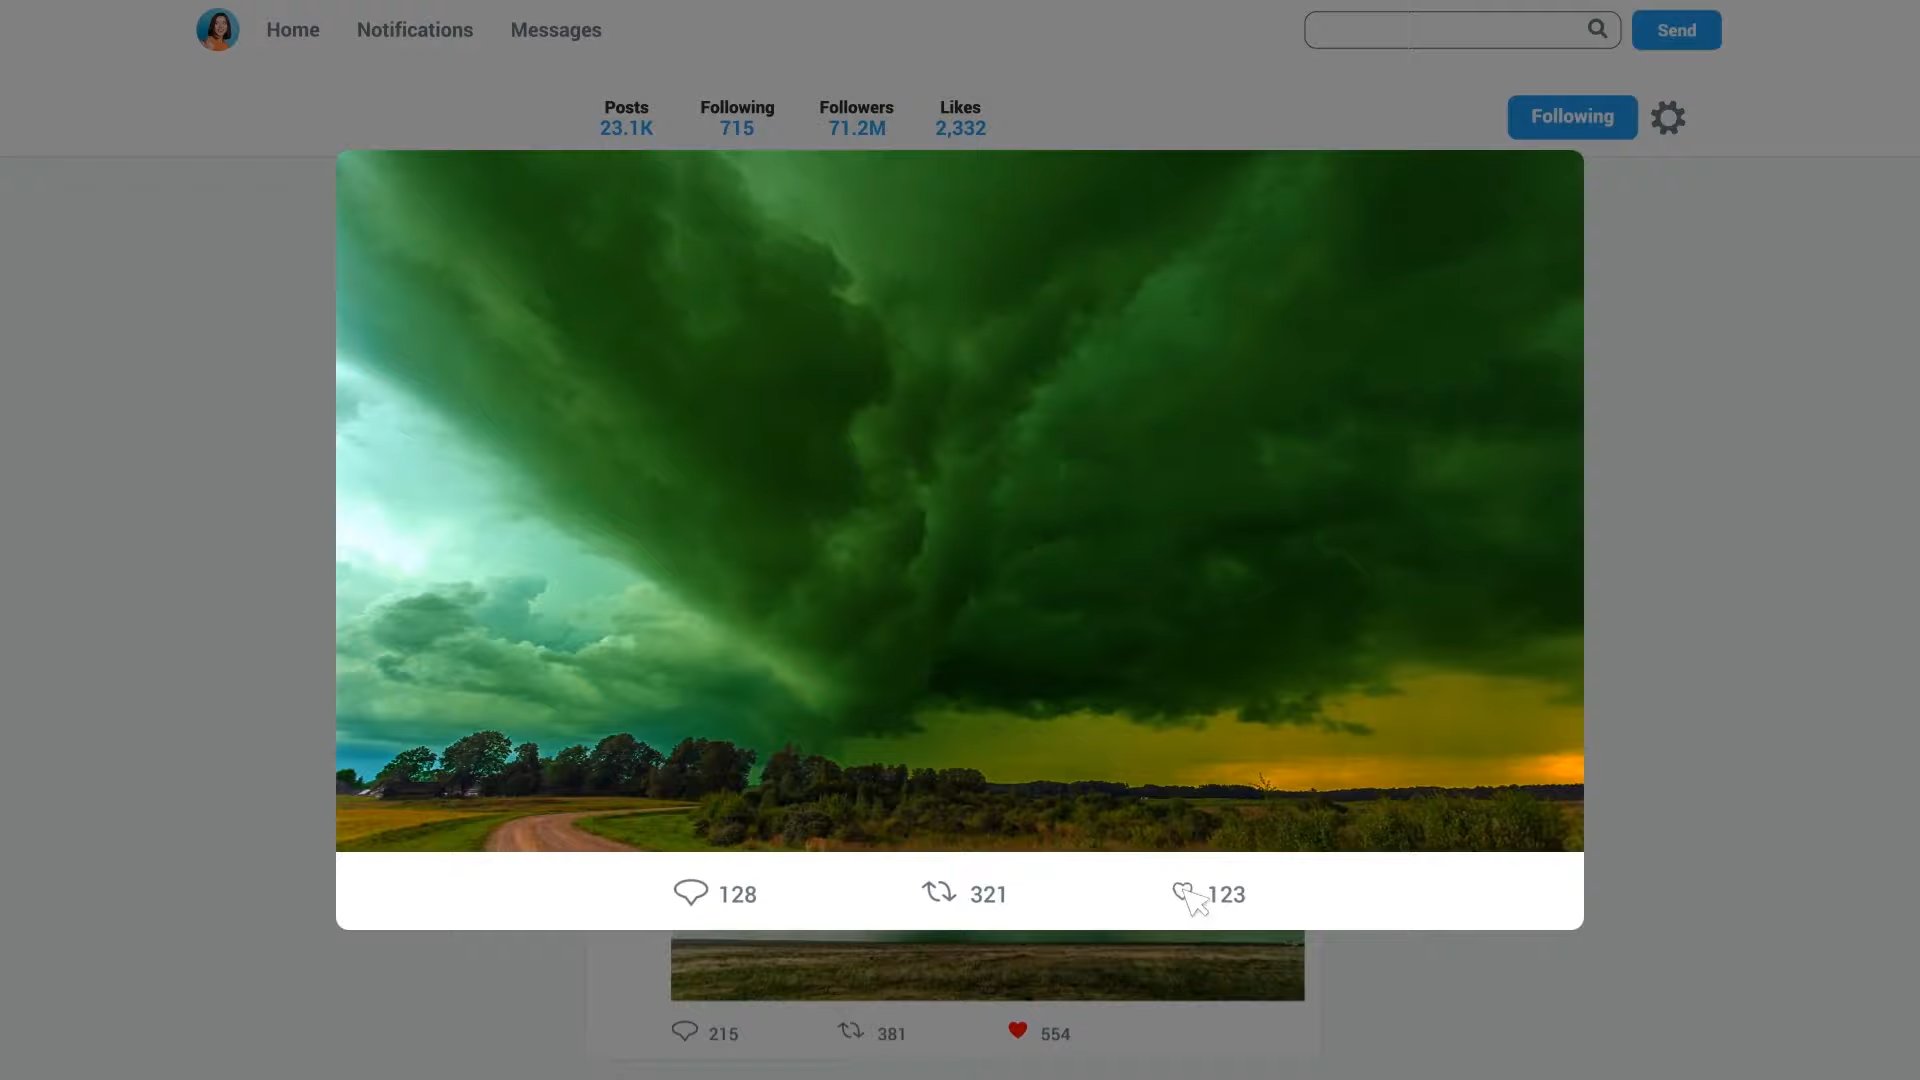 Home Notifications Messages Send
Posts Following Followers Likes
23.1K 715 71.2M 2,332
Following
128 321 123
215 381 554